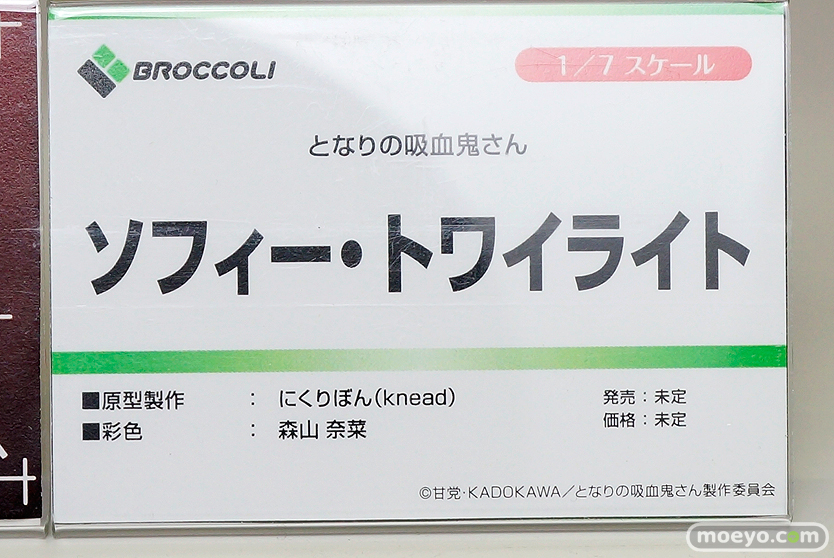 BROCCOLI
1/7 スケール
となりの吸血鬼さん
ソフィー・トワイライト
■原型製作 : にくりぼん(knead)
■彩色 : 森山 奈菜
発売:未定
価格:未定
©甘党・KADOKAWA/となりの吸血鬼さん製作委員会
moeyo.com